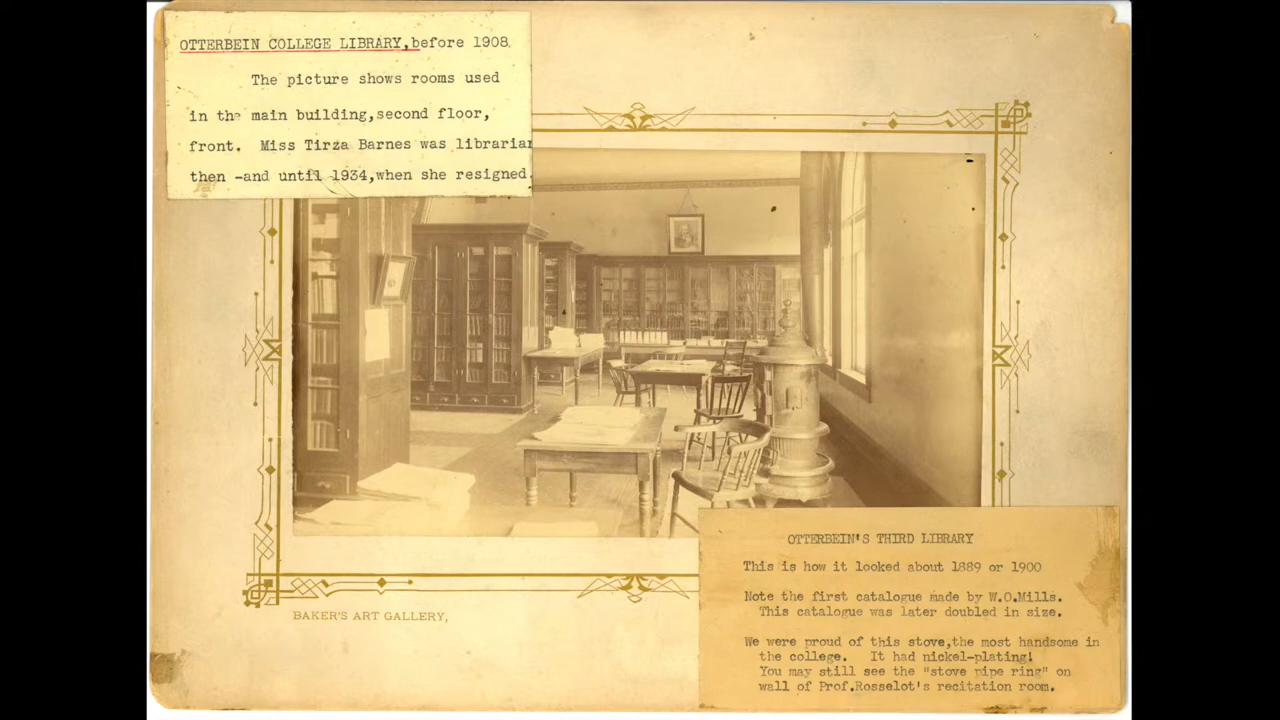 OTTERBEIN COLLEGE LIBRARY,before 1908.
The picture shows rooms used
in the main building,second floor,
front. Miss Tirza Barnes was librarian
then -and until 1934,when she resigned.
BAKER'S ART GALLERY,
OTTERBEIN'S THIRD LIBRARY
This is how it looked about 1889 or 1900
Note the first catalogue made by W.O.Mills.
This catalogue was later doubled in size.
We were proud of this stove,the most handsome in
the college. It had nickel-plating!
You may still see the "stove pipe ring" on
wall of Prof.Rosselot's recitation room.